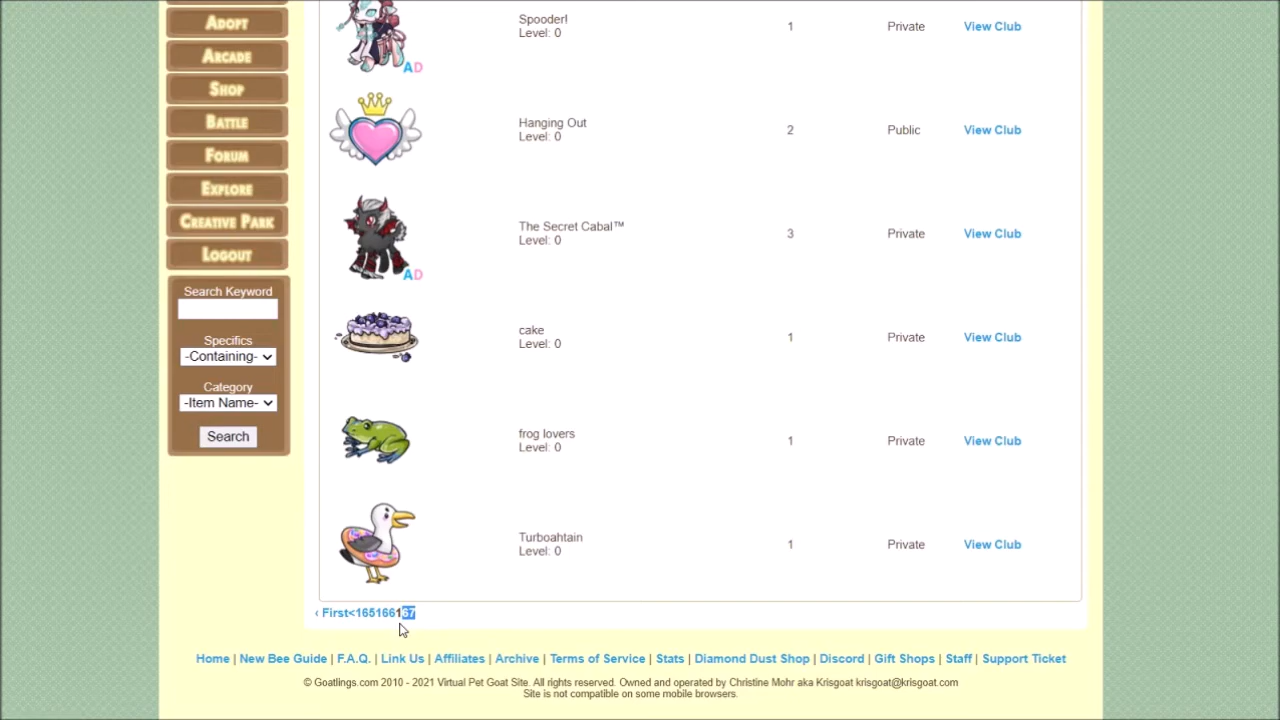 ADOPT
ARCADE
SHOP
BATTLE
FORUM
EXPLORE
CREATIVE PARK
LOGOUT
Search Keyword
Specifics
-Containing-
Category
-Item Name-
Search
Spooder!
Level: 0
1
Private
View Club
AD
Hanging Out
Level: 0
2
Public
View Club
The Secret Cabal™
Level: 0
3
Private
View Club
AD
cake
Level: 0
1
Private
View Club
frog lovers
Level: 0
1
Private
View Club
Turboahtain
Level: 0
1
Private
View Club
‹ First<165166167
Home | New Bee Guide | F.A.Q. | Link Us | Affiliates | Archive | Terms of Service | Stats | Diamond Dust Shop | Discord | Gift Shops | Staff | Support Ticket
© Goatlings.com 2010 - 2021 Virtual Pet Goat Site. All rights reserved. Owned and operated by Christine Mohr aka Krisgoat krisgoat@krisgoat.com
Site is not compatible on some mobile browsers.